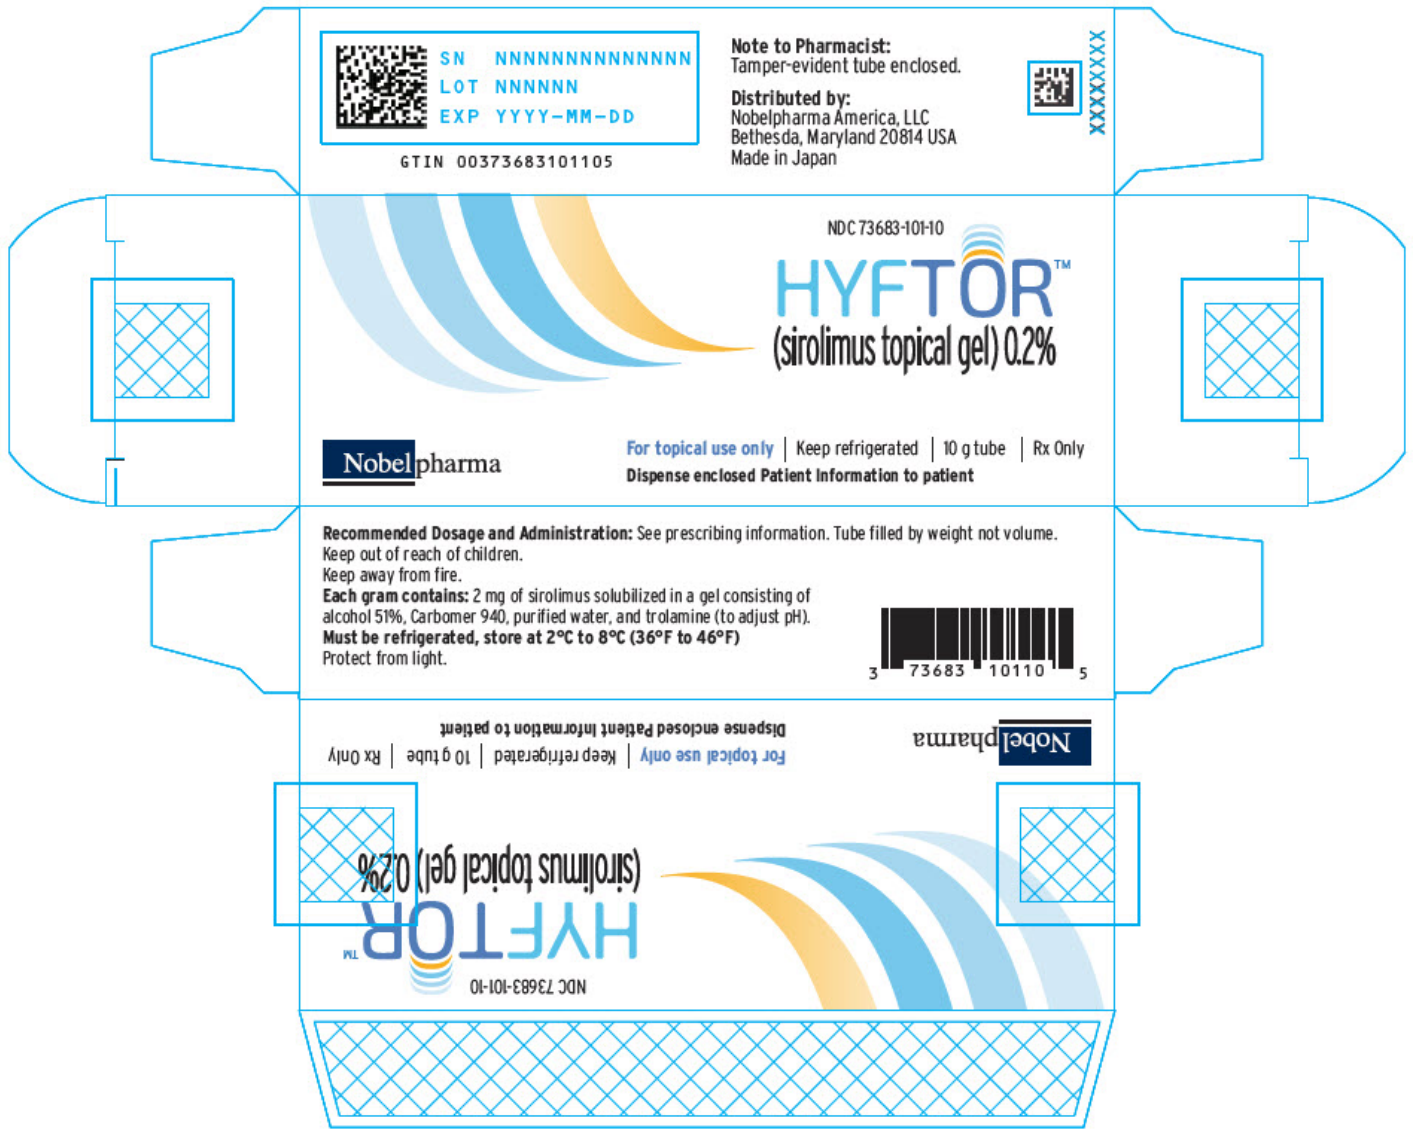 SN NNNNNNNNNNNNNN
LOT NNNNNN
EXP YYYY-MM-DD
GTIN 00373683101105
Note to Pharmacist:
Tamper-evident tube enclosed.
Distributed by:
Nobelpharma America, LLC
Bethesda, Maryland 20814 USA
Made in Japan
XXXXXXXX
NDC 73683-101-10
HYFTOR™
(sirolimus topical gel) 0.2%
Nobelpharma
For topical use only | Keep refrigerated | 10 g tube | Rx Only
Dispense enclosed Patient Information to patient
Recommended Dosage and Administration: See prescribing information. Tube filled by weight not volume.
Keep out of reach of children.
Keep away from fire.
Each gram contains: 2 mg of sirolimus solubilized in a gel consisting of
alcohol 51%, Carbomer 940, purified water, and trolamine (to adjust pH).
Must be refrigerated, store at 2°C to 8°C (36°F to 46°F)
Protect from light.
3 73683 10110 5
NDC 73683-101-10
HYFTOR™
(sirolimus topical gel) 0.2%
Nobelpharma
For topical use only | Keep refrigerated | 10 g tube | Rx Only
Dispense enclosed Patient Information to patient